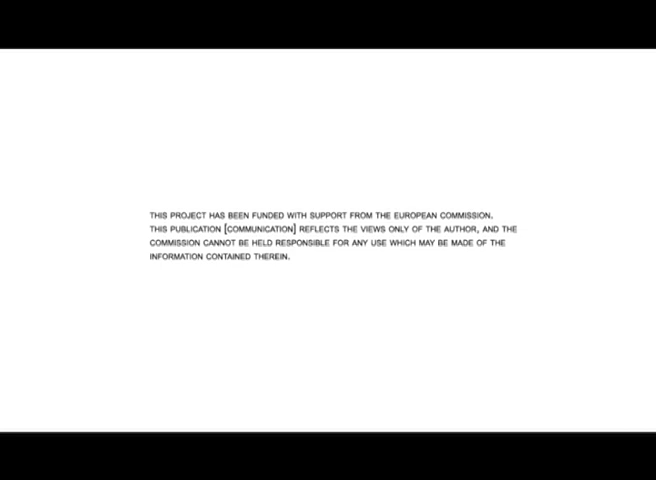 THIS PROJECT HAS BEEN FUNDED WITH SUPPORT FROM THE EUROPEAN COMMISSION.
THIS PUBLICATION [COMMUNICATION] REFLECTS THE VIEWS ONLY OF THE AUTHOR, AND THE
COMMISSION CANNOT BE HELD RESPONSIBLE FOR ANY USE WHICH MAY BE MADE OF THE
INFORMATION CONTAINED THEREIN.